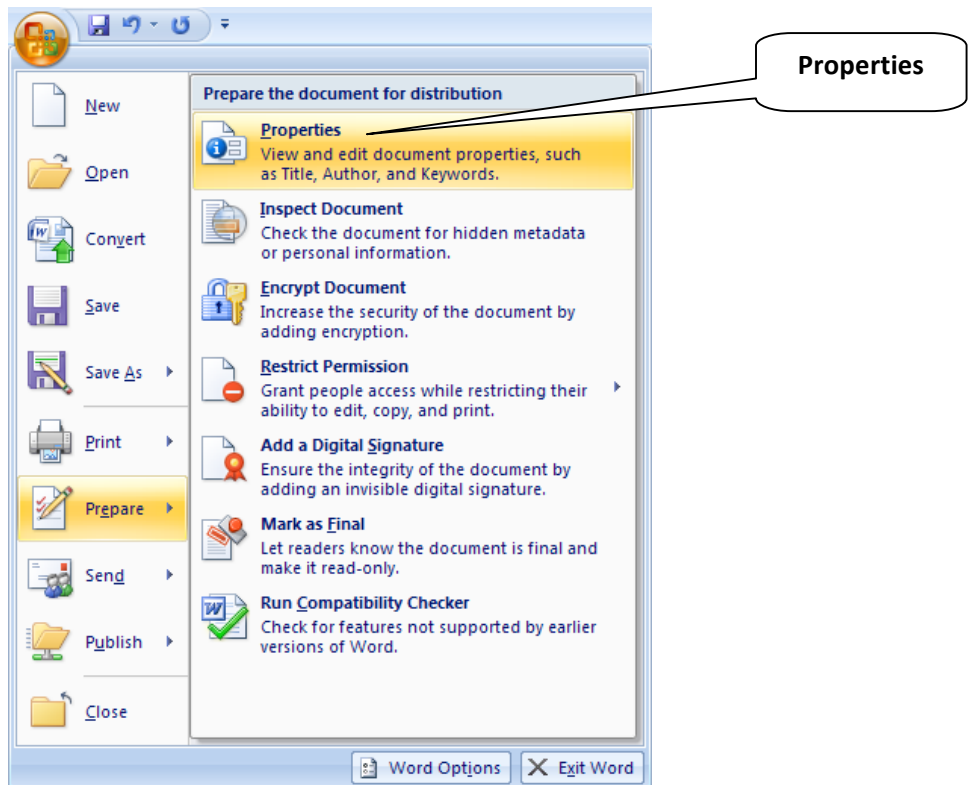 Properties
New
Open
Convert
Save
Save As
Print
Prepare
Send
Publish
Close
Prepare the document for distribution
Properties
View and edit document properties, such
as Title, Author, and Keywords.
Inspect Document
Check the document for hidden metadata
or personal information.
Encrypt Document
Increase the security of the document by
adding encryption.
Restrict Permission
Grant people access while restricting their
ability to edit, copy, and print.
Add a Digital Signature
Ensure the integrity of the document by
adding an invisible digital signature.
Mark as Final
Let readers know the document is final and
make it read-only.
Run Compatibility Checker
Check for features not supported by earlier
versions of Word.
Word Options
Exit Word